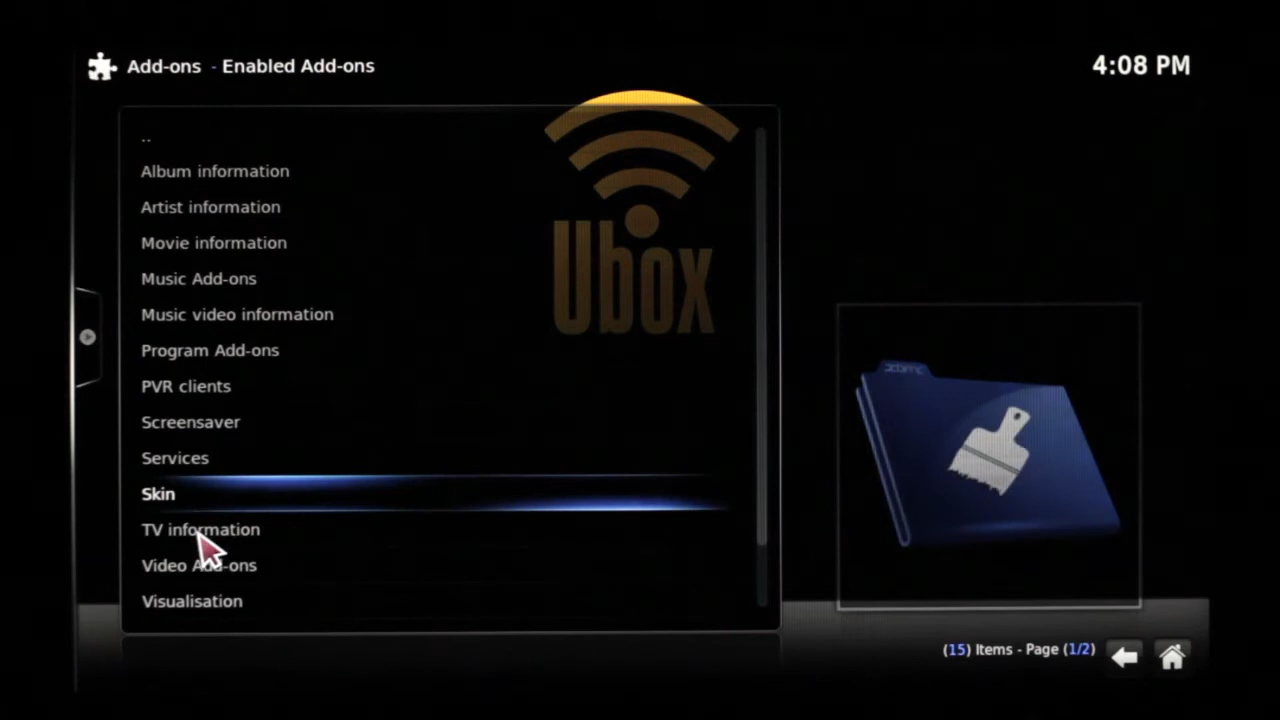 Add-ons - Enabled Add-ons
4:08 PM
..
Album information
Artist information
Movie information
Music Add-ons
Music video information
Program Add-ons
PVR clients
Screensaver
Services
Skin
TV information
Video Add-ons
Visualisation
Ubox
xbmc
(15) Items - Page (1/2)